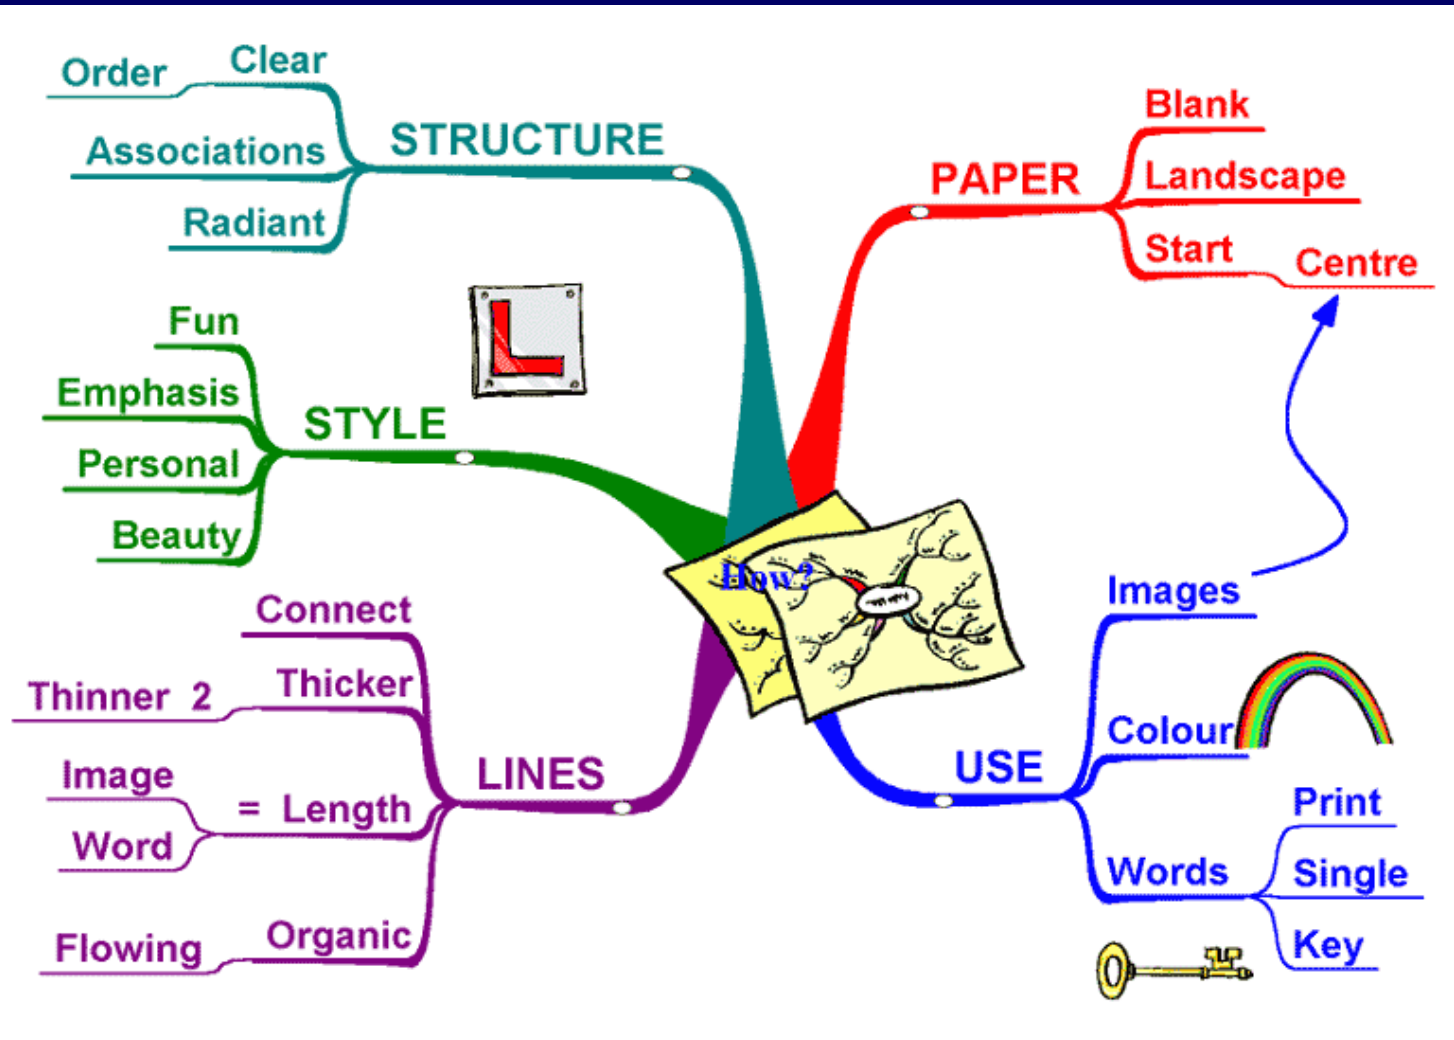 STRUCTURE
Clear
Order
Associations
Radiant
PAPER
Blank
Landscape
Start
Centre
L
STYLE
Fun
Emphasis
Personal
Beauty
How?
LINES
Connect
Thicker
Thinner 2
= Length
Image
Word
Organic
Flowing
USE
Images
Colour
Words
Print
Single
Key